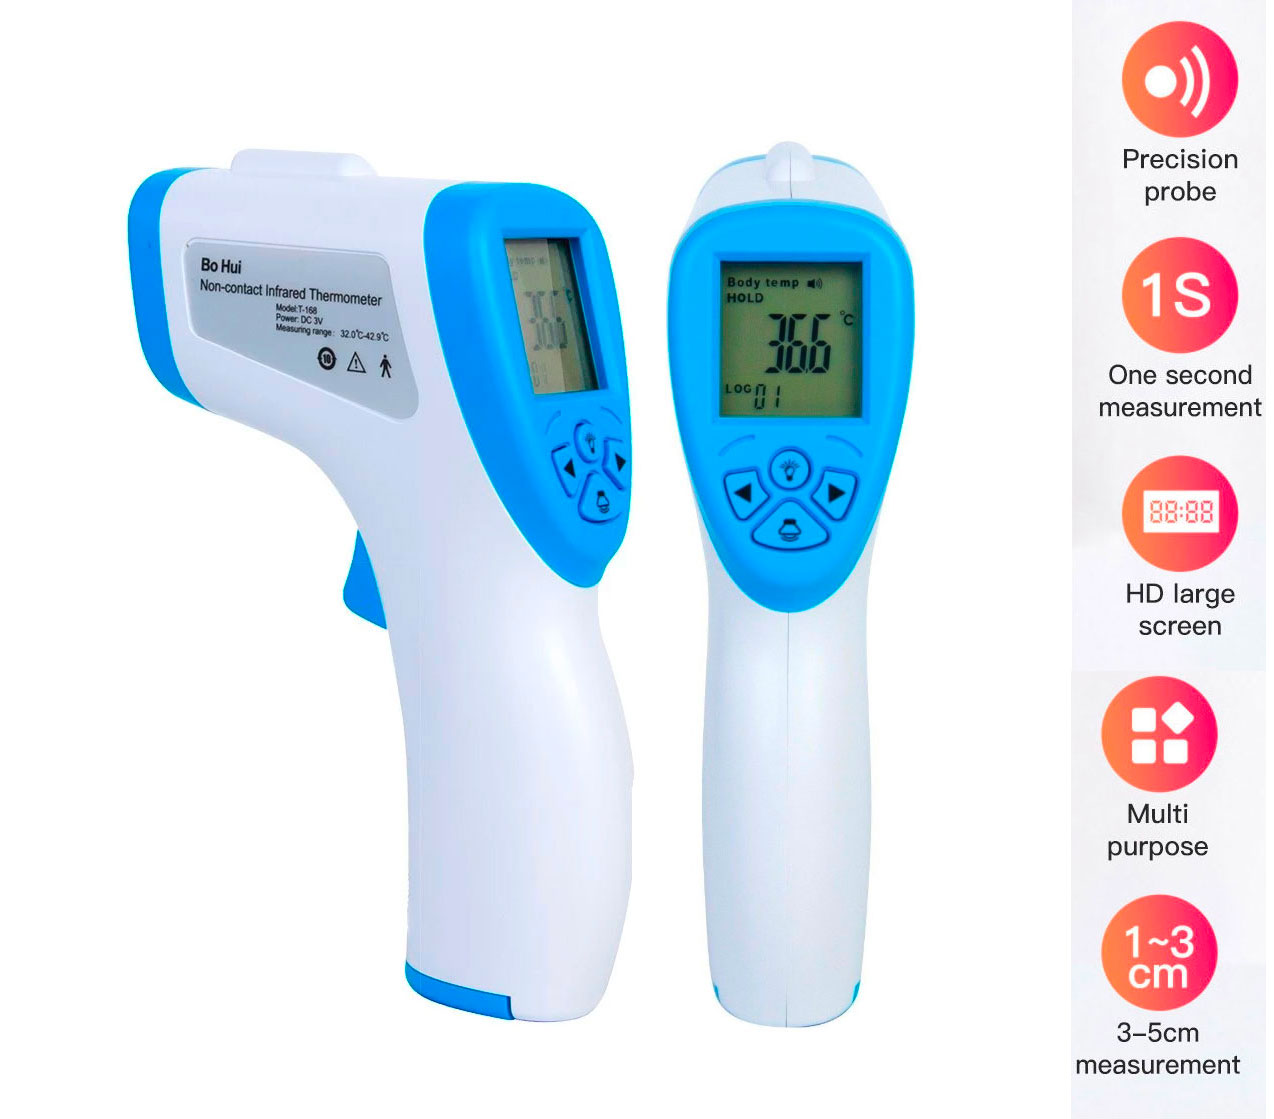 Bo Hui
Non-contact Infrared Thermometer
Model:T-168
Power: DC 3V
Measuring range: 32.0℃-42.9℃
10
36.6
Body temp
HOLD
36.6 ℃
LOG 01
Precision
probe
1S
One second
measurement
88:88
HD large
screen
Multi
purpose
1~3
cm
3–5cm
measurement